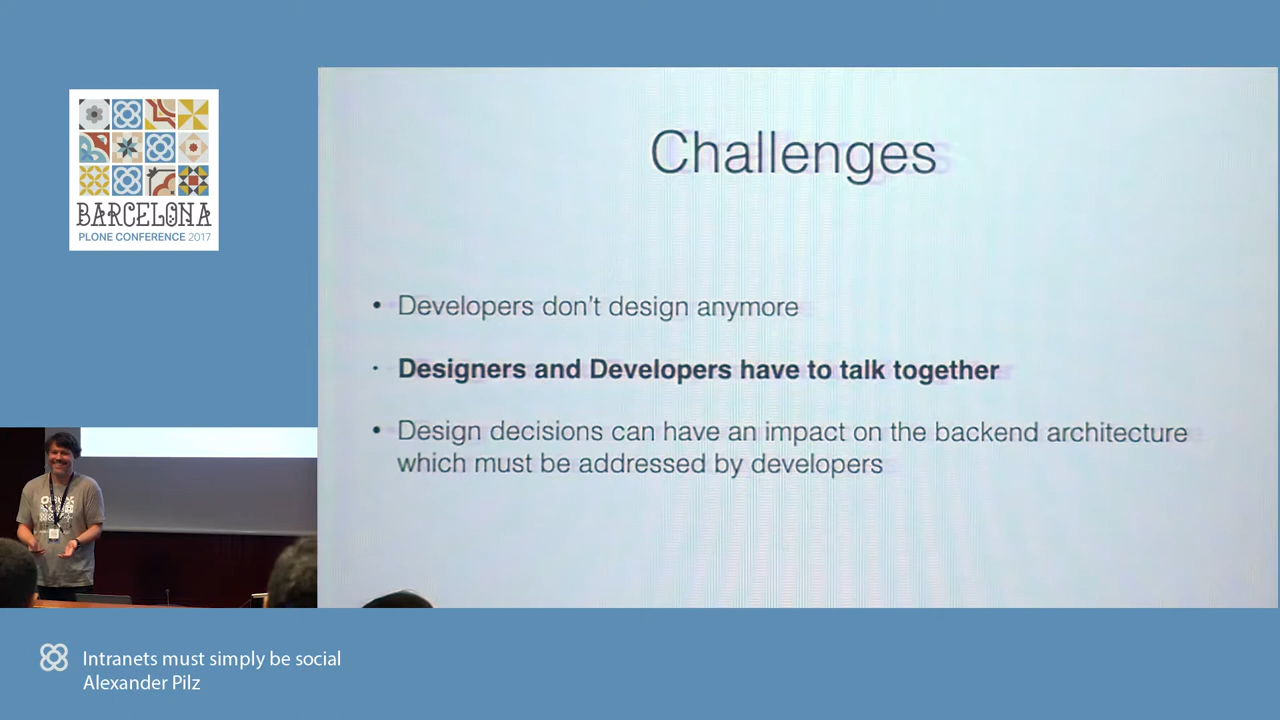 BARCELONA
PLONE CONFERENCE 2017
Challenges
• Developers don't design anymore
• Designers and Developers have to talk together
• Design decisions can have an impact on the backend architecture
which must be addressed by developers
Intranets must simply be social
Alexander Pilz